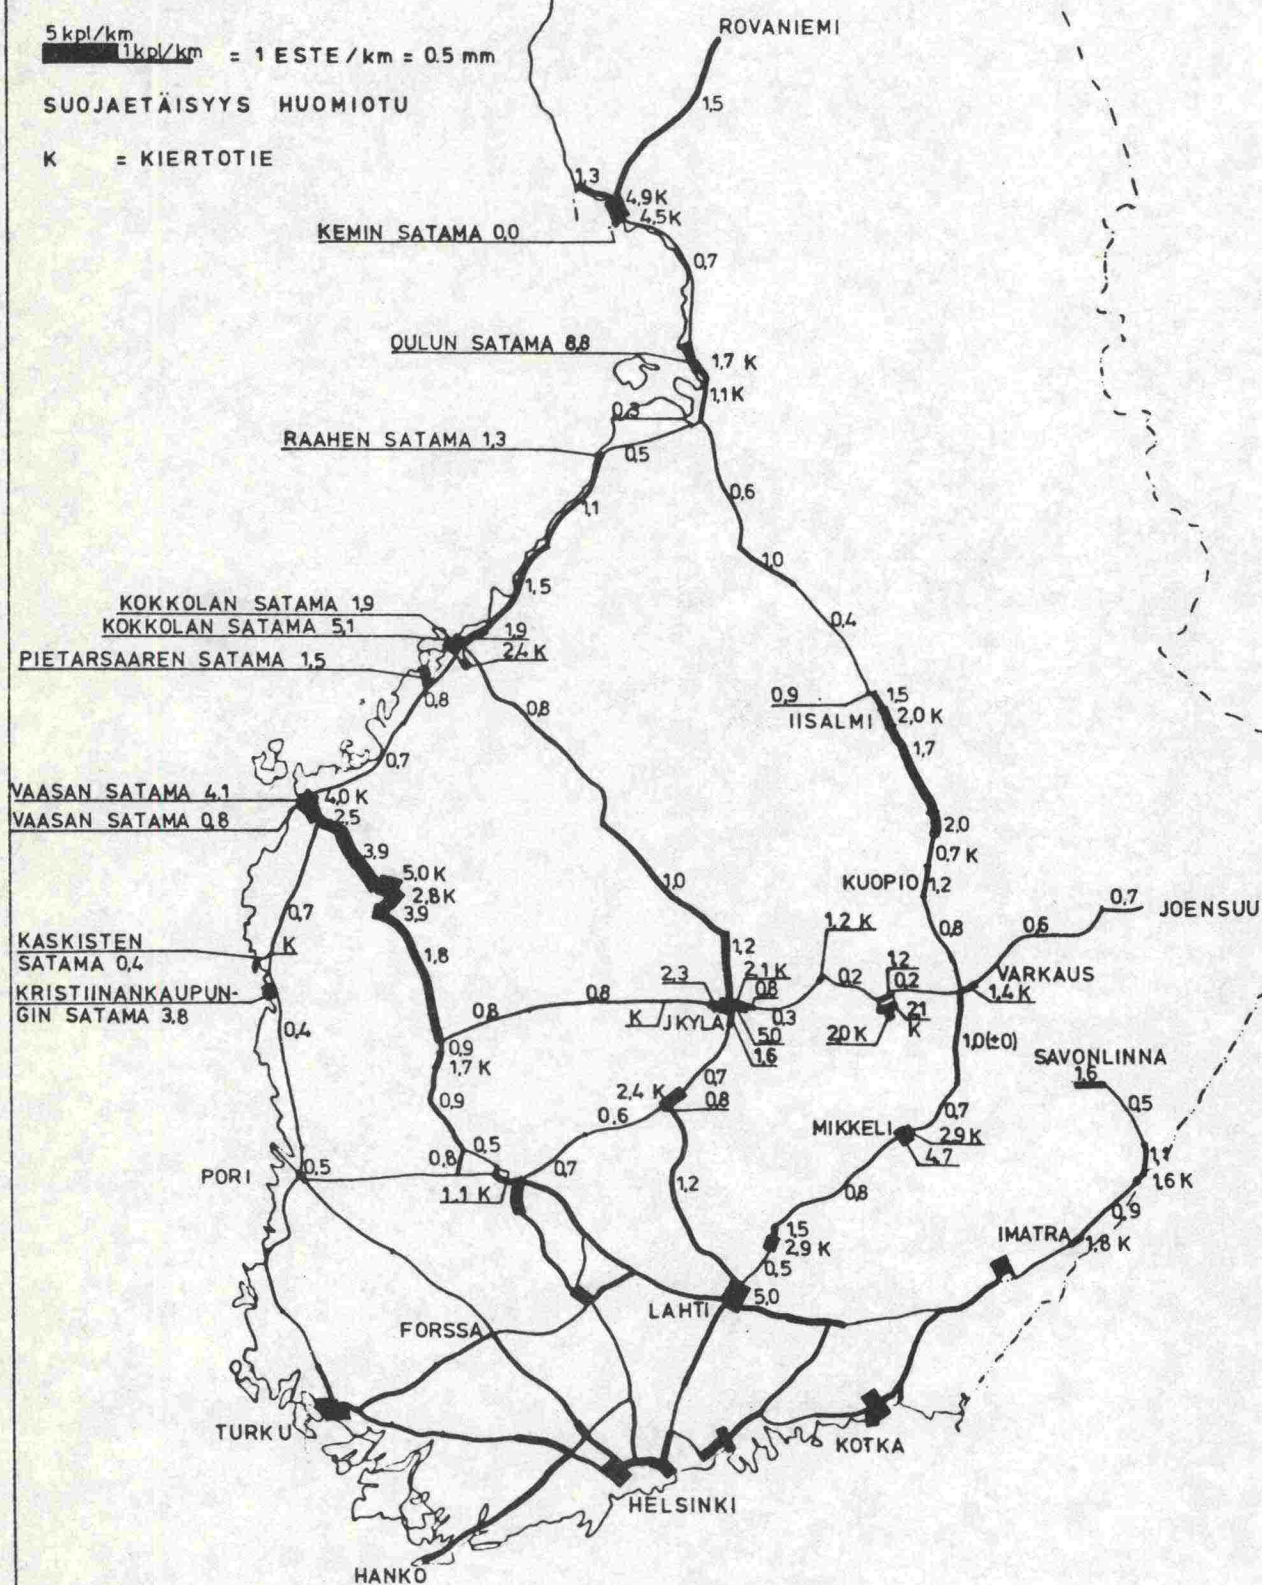 5 kpl/km
1 kpl/km = 1 ESTE/km = 0.5 mm
SUOJAETÄISYYS HUOMIOTU
K = KIERTOTIE
ROVANIEMI
1,5
1,3
4,9 K
4,5 K
KEMIN SATAMA 0,0
0,7
OULUN SATAMA 8,8
1,7 K
1,1 K
0,3
RAAHEN SATAMA 1,3
0,5
0,6
1,1
1,0
1,5
KOKKOLAN SATAMA 1,9
KOKKOLAN SATAMA 5,1
1,9
2,4 K
0,4
PIETARSAAREN SATAMA 1,5
0,8
0,8
0,9
IISALMI
1,5
2,0 K
1,7
0,7
VAASAN SATAMA 4,1
VAASAN SATAMA 0,8
4,0 K
2,5
2,0
3,9
0,7 K
5,0 K
2,8 K
3,9
1,0
KUOPIO
1,2
0,7
0,7
JOENSUU
1,2 K
0,8
0,6
KASKISTEN
SATAMA 0,4
K
1,8
1,2
KRISTIINANKAUPUN-
GIN SATAMA 3,8
2,3
2,1 K
0,8
0,2
1,2
0,2
VARKAUS
1,4 K
0,4
0,8
0,8
K
JKYLÄ
0,3
5,0
1,6
2,0 K
2,1
K
1,0(±0)
0,9
1,7 K
SAVONLINNA
1,6
0,7
2,4 K
0,8
0,9
0,6
0,5
0,7
MIKKELI
2,9 K
4,7
0,5
0,8
0,7
1,1
1,6 K
PORI
0,5
1,1 K
1,2
0,8
0,9
1,5
2,9 K
0,5
IMATRA
1,8 K
LAHTI
5,0
FORSSA
TURKU
KOTKA
HELSINKI
HANKO